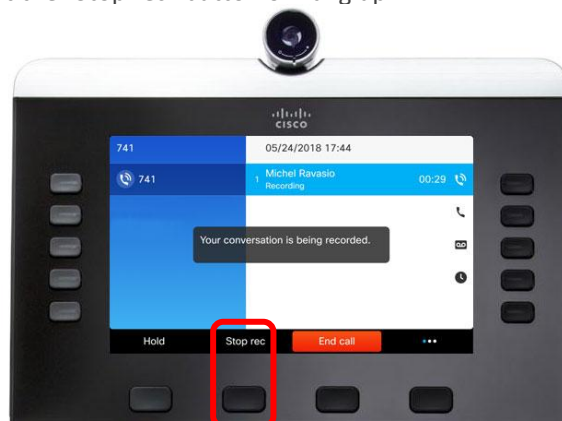 cisco
741
05/24/2018 17:44
741
1 Michel Ravasio 00:29
Recording
Your conversation is being recorded.
Hold Stop rec End call